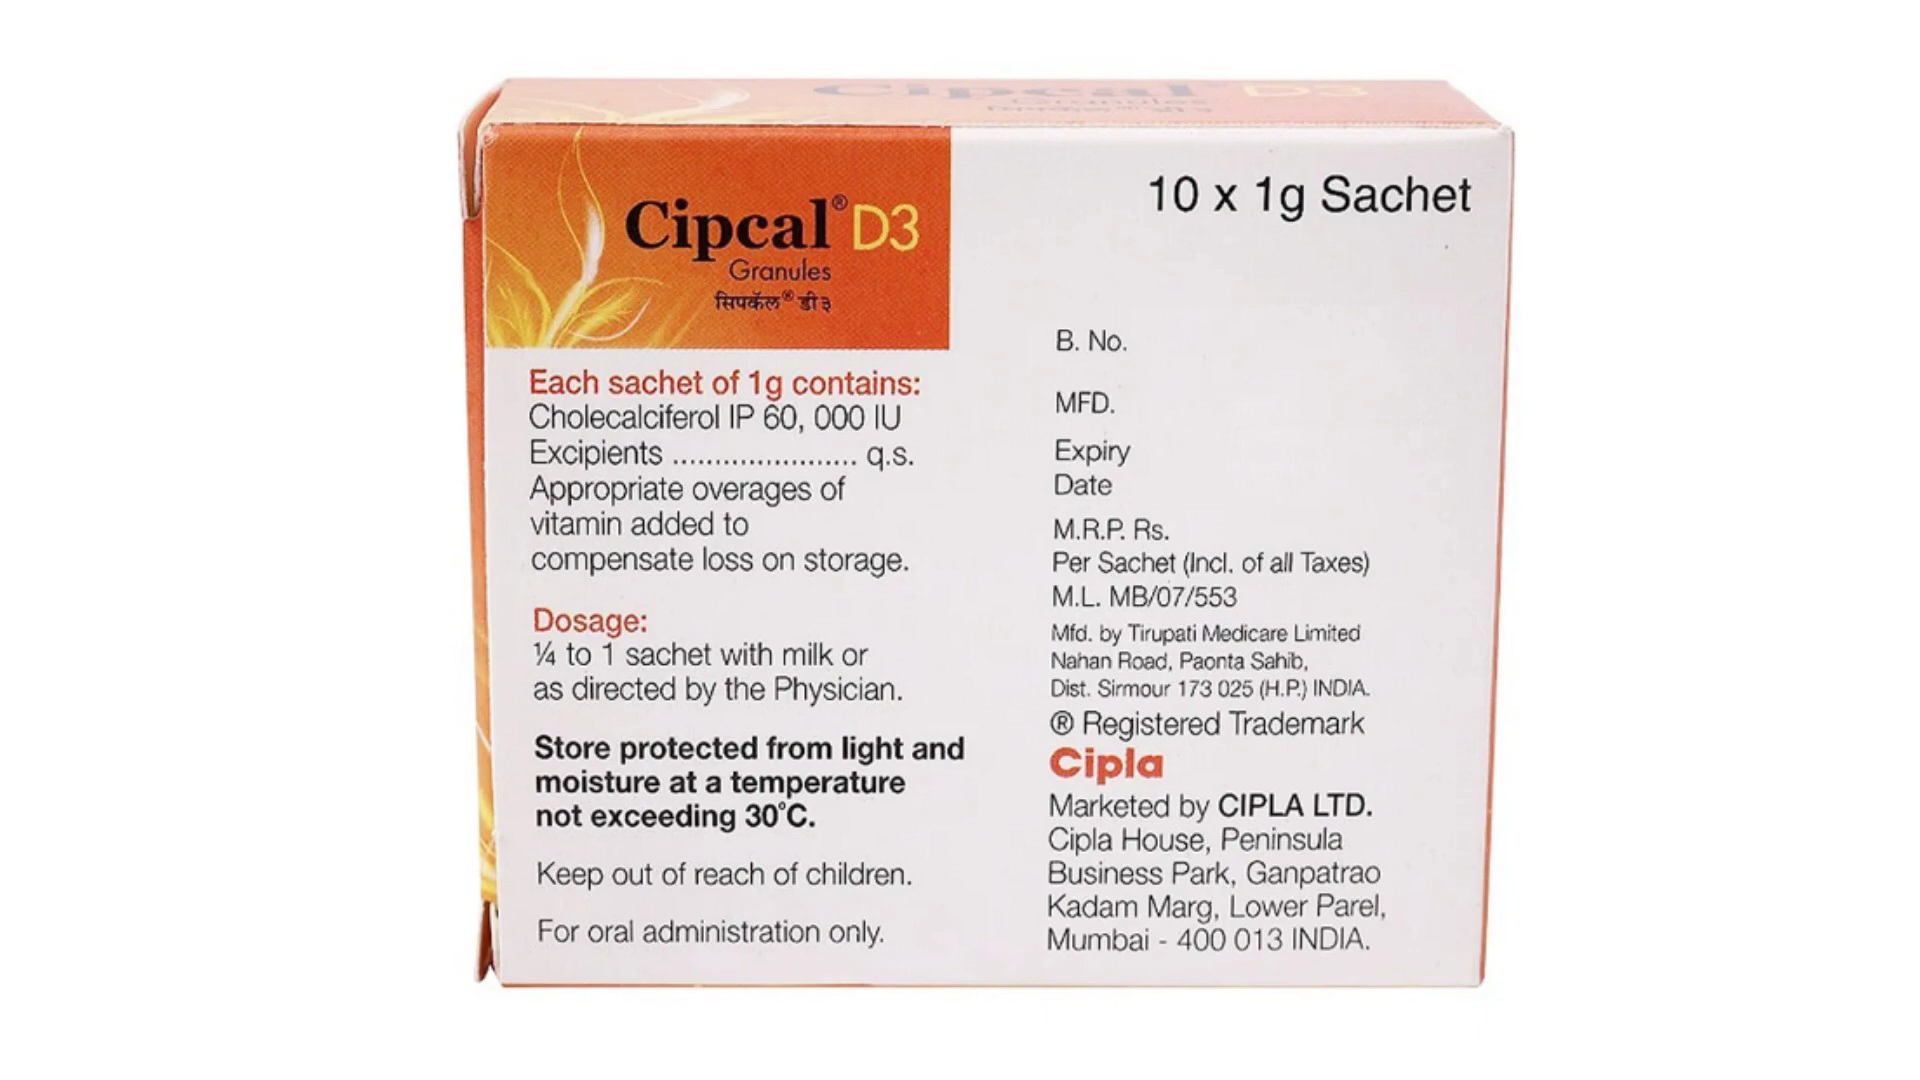 Cipcal D3
Granules
Cipcal® D3
Granules
सिपकॅल® डी ३
10 x 1g Sachet
Each sachet of 1g contains:
Cholecalciferol IP 60, 000 IU
Excipients ...................... q.s.
Appropriate overages of
vitamin added to
compensate loss on storage.
Dosage:
¼ to 1 sachet with milk or
as directed by the Physician.
Store protected from light and
moisture at a temperature
not exceeding 30°C.
Keep out of reach of children.
For oral administration only.
B. No.
MFD.
Expiry
Date
M.R.P. Rs.
Per Sachet (Incl. of all Taxes)
M.L. MB/07/553
Mfd. by Tirupati Medicare Limited
Nahan Road, Paonta Sahib,
Dist. Sirmour 173 025 (H.P.) INDIA.
® Registered Trademark
Cipla
Marketed by CIPLA LTD.
Cipla House, Peninsula
Business Park, Ganpatrao
Kadam Marg, Lower Parel,
Mumbai - 400 013 INDIA.